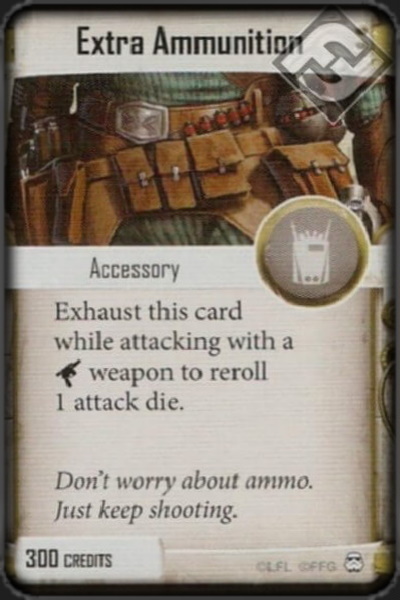 Extra Ammunition
Accessory
Exhaust this card
while attacking with a
weapon to reroll
1 attack die.
Don't worry about ammo.
Just keep shooting.
300 CREDITS
©LFL ©FFG